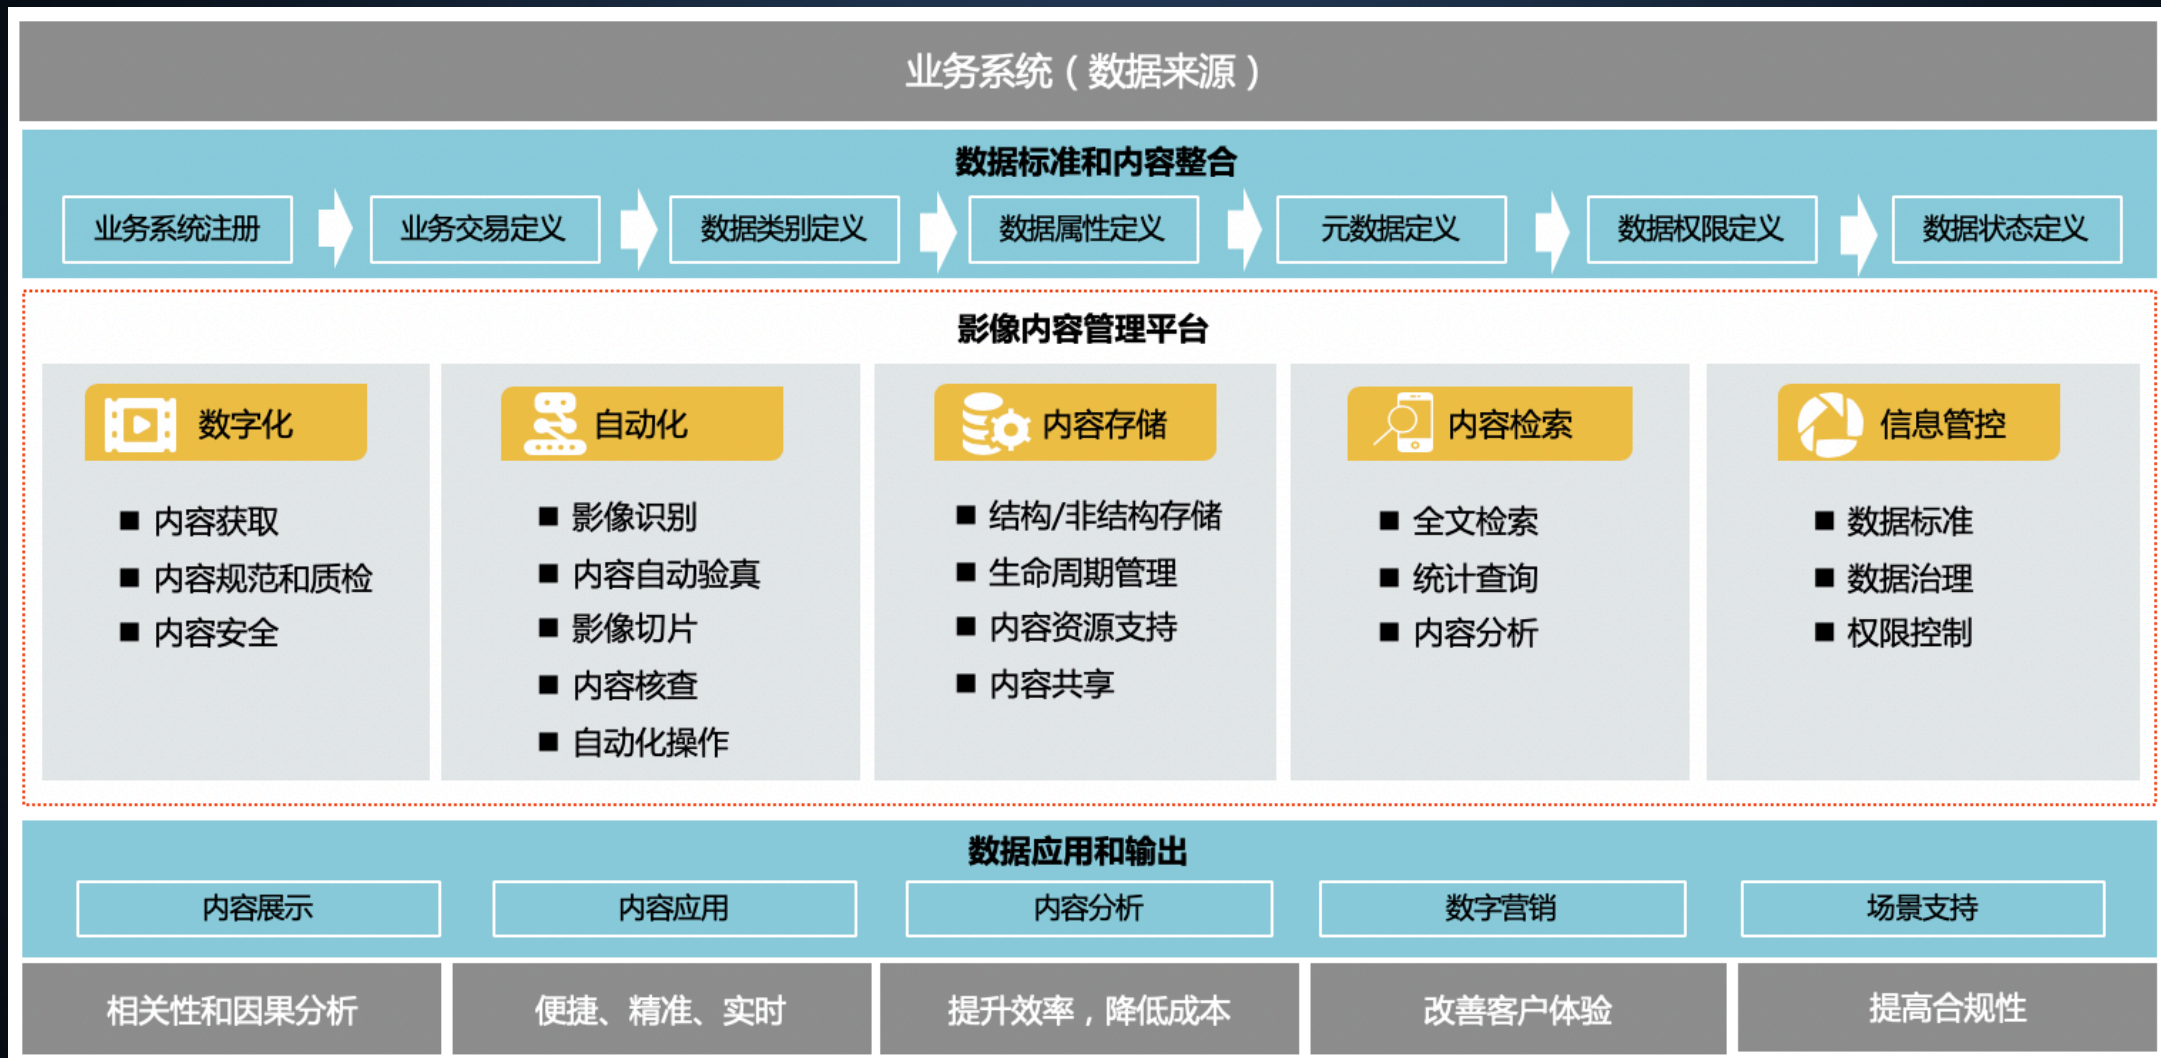 业务系统（数据来源）
数据标准和内容整合
业务系统注册
业务交易定义
数据类别定义
数据属性定义
元数据定义
数据权限定义
数据状态定义
影像内容管理平台
数字化
内容获取
内容规范和质检
内容安全
自动化
影像识别
内容自动验真
影像切片
内容核查
自动化操作
内容存储
结构/非结构存储
生命周期管理
内容资源支持
内容共享
内容检索
全文检索
统计查询
内容分析
信息管控
数据标准
数据治理
权限控制
数据应用和输出
内容展示
内容应用
内容分析
数字营销
场景支持
相关性和因果分析
便捷、精准、实时
提升效率，降低成本
改善客户体验
提高合规性